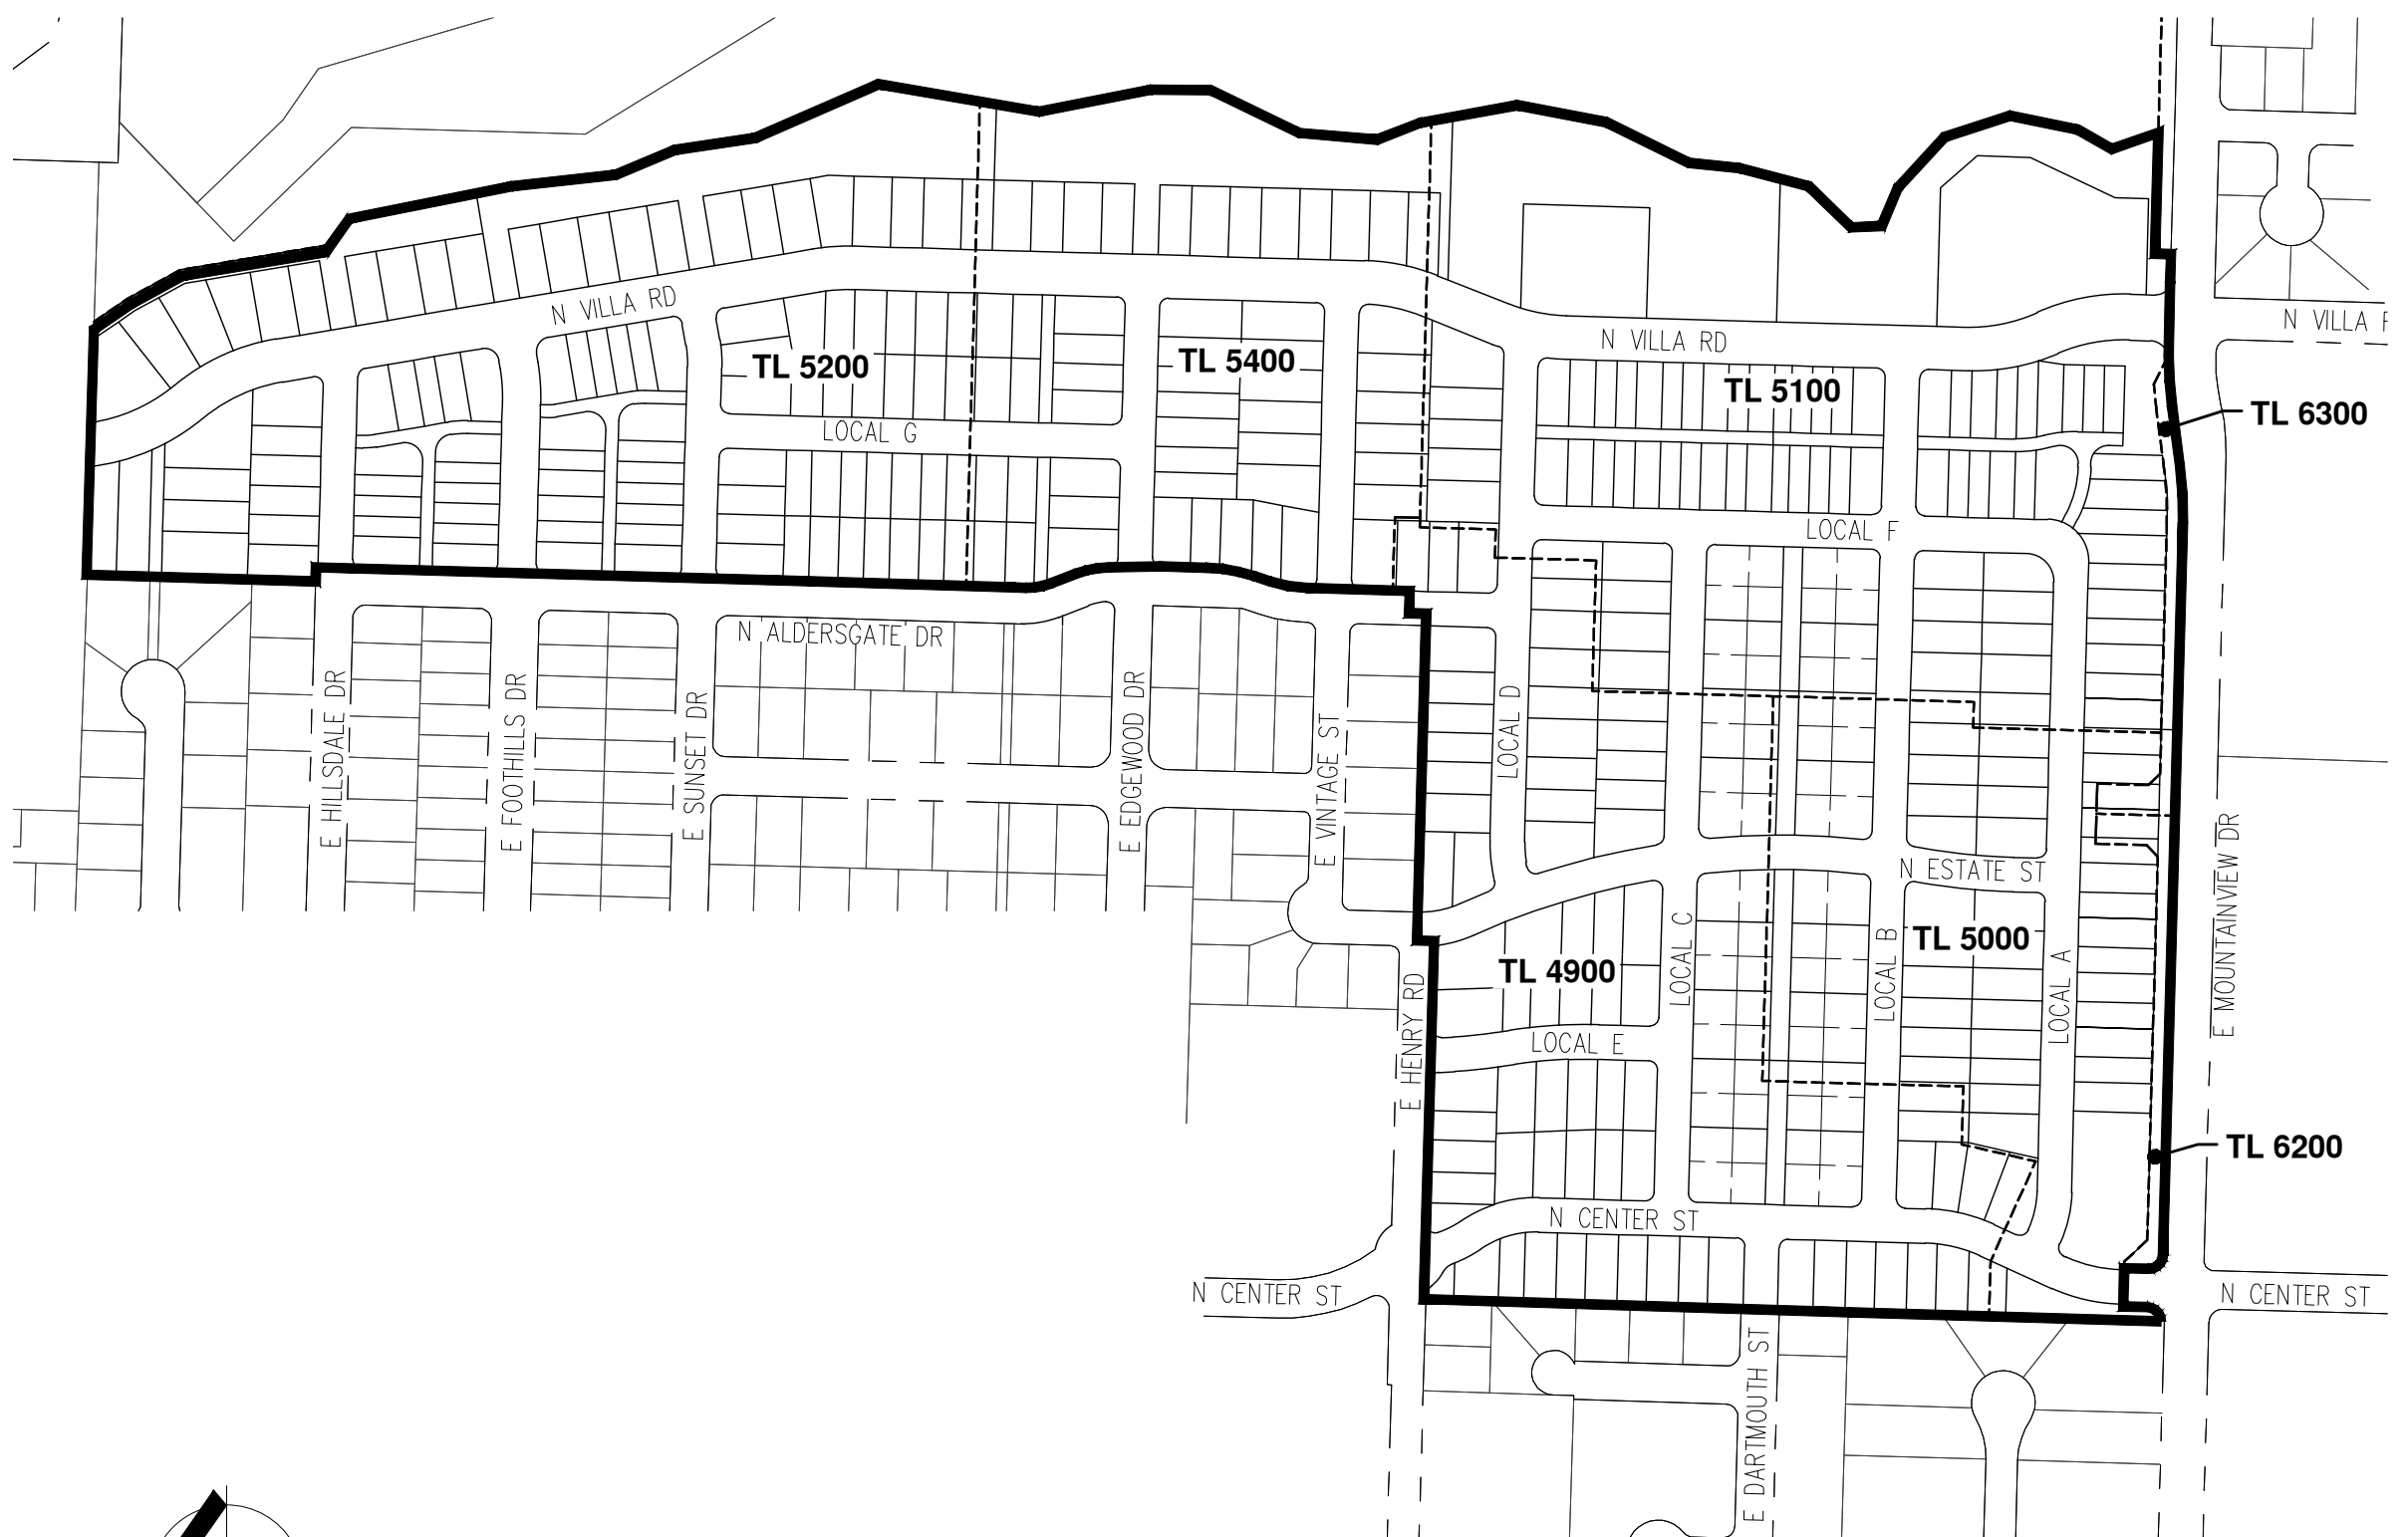 N VILLA RD
N VILLA
N VILLA RD
TL 5200
TL 5400
TL 5100
TL 6300
LOCAL G
LOCAL F
N ALDERSGATE DR
E HILLSDALE DR
E FOOTHILLS DR
E SUNSET DR
E EDGEWOOD DR
E VINTAGE ST
LOCAL D
N ESTATE ST
E MOUNTAINVIEW DR
LOCAL C
LOCAL B
TL 5000
LOCAL A
TL 4900
E HENRY RD
LOCAL E
TL 6200
N CENTER ST
N CENTER ST
N CENTER ST
E DARTMOUTH ST